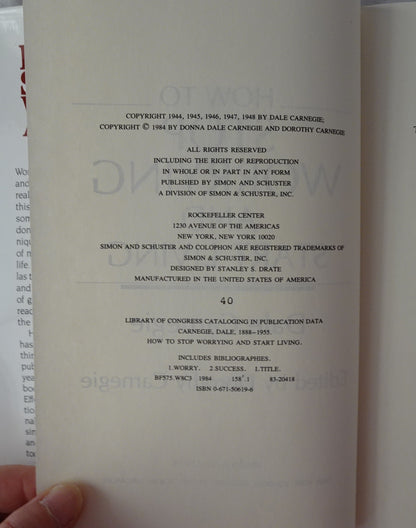 COPYRIGHT 1944, 1945, 1946, 1947, 1948 BY DALE CARNEGIE;
COPYRIGHT © 1984 BY DONNA DALE CARNEGIE AND DOROTHY CARNEGIE
ALL RIGHTS RESERVED
INCLUDING THE RIGHT OF REPRODUCTION
IN WHOLE OR IN PART IN ANY FORM
PUBLISHED BY SIMON AND SCHUSTER
A DIVISION OF SIMON & SCHUSTER, INC.
ROCKEFELLER CENTER
1230 AVENUE OF THE AMERICAS
NEW YORK, NEW YORK 10020
SIMON AND SCHUSTER AND COLOPHON ARE REGISTERED TRADEMARKS OF
SIMON & SCHUSTER, INC.
DESIGNED BY STANLEY S. DRATE
MANUFACTURED IN THE UNITED STATES OF AMERICA
40
LIBRARY OF CONGRESS CATALOGING IN PUBLICATION DATA
CARNEGIE, DALE, 1888–1955.
HOW TO STOP WORRYING AND START LIVING.
INCLUDES BIBLIOGRAPHIES.
1.WORRY. 2.SUCCESS. 1.TITLE.
BF575.W8C3 1984 158'.1 83-20418
ISBN 0-671-50619-6